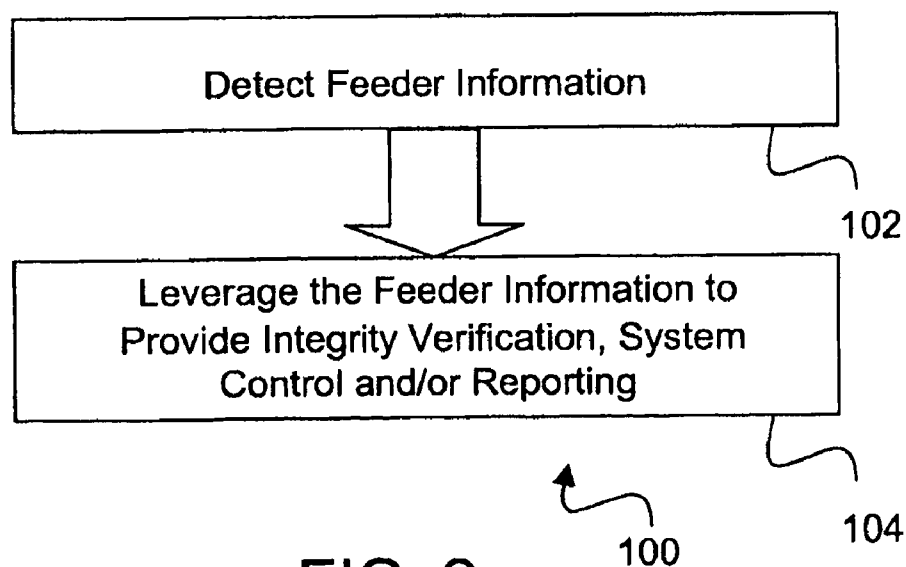 Detect Feeder Information
102
Leverage the Feeder Information to
Provide Integrity Verification, System
Control and/or Reporting
104
100
FIG.